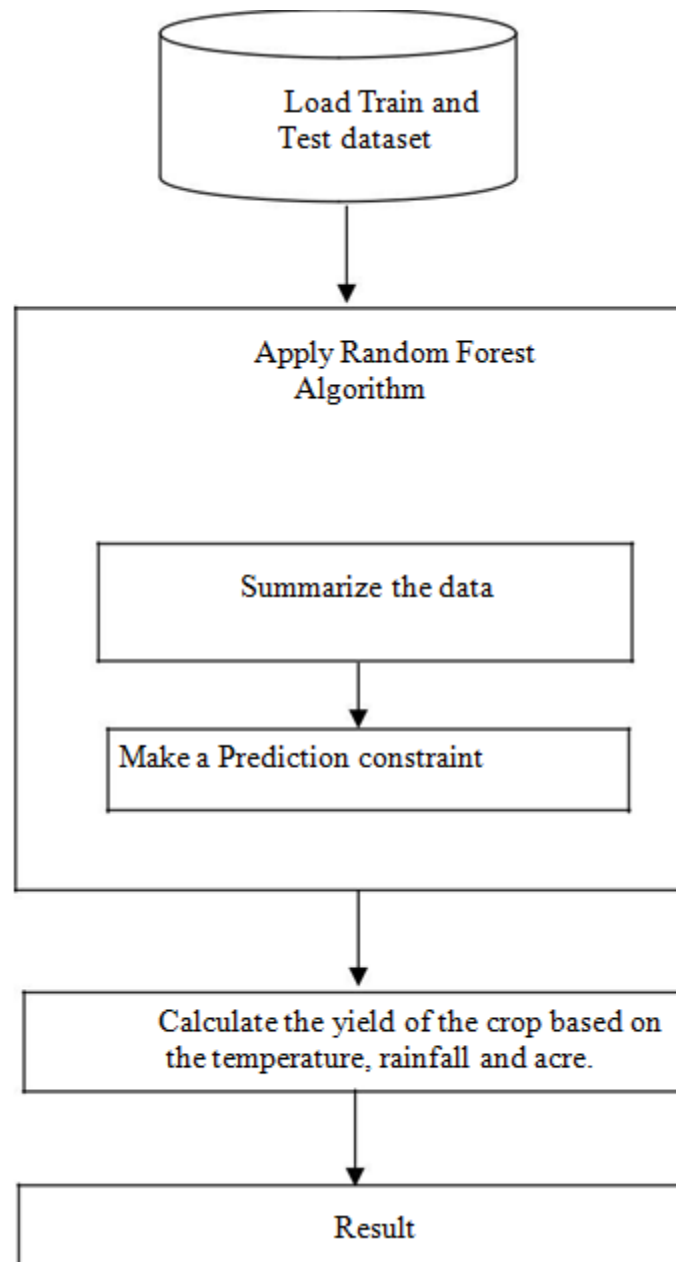 Load Train and
Test dataset
Apply Random Forest
Algorithm
Summarize the data
Make a Prediction constraint
Calculate the yield of the crop based on
the temperature, rainfall and acre.
Result